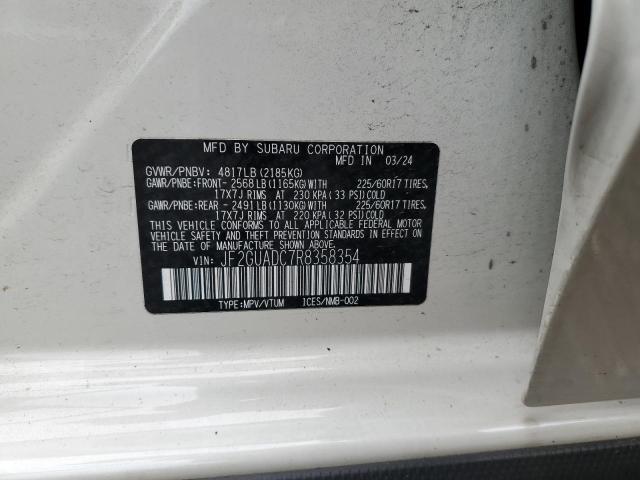 MFD BY SUBARU CORPORATION
MFD IN 03/24
GVWR/PNBV: 4817LB (2185KG)
GAWR/PNBE:FRONT- 2568LB(1165KG)WITH 225/60R17 TIRES,
17X7J RIMS AT 230 KPA (33 PSI)COLD
GAWR/PNBE:REAR - 2491LB(1130KG)WITH 225/60R17 TIRES,
17X7J RIMS AT 220 KPA (32 PSI)COLD
THIS VEHICLE CONFORMS TO ALL APPLICABLE
FEDERAL MOTOR VEHICLE SAFETY AND THEFT
PREVENTION STANDARDS IN EFFECT ON THE
DATE OF MANUFACTURE SHOWN ABOVE.
VIN: JF2GUADC7R8358354
TYPE:MPV/VTUM ICES/NMB-002